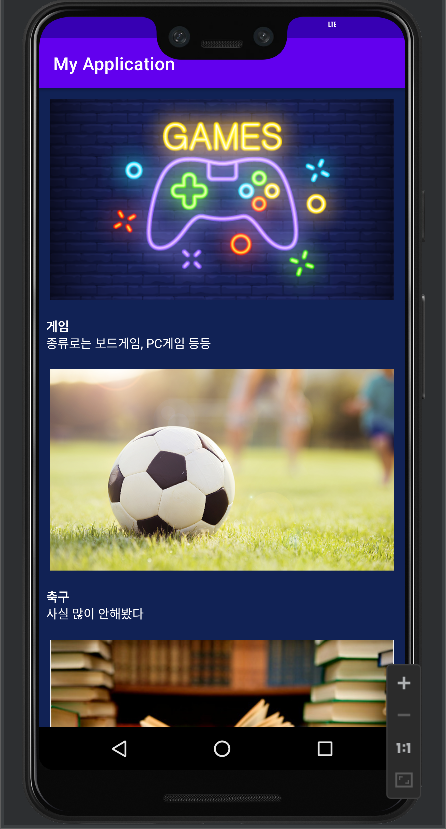 LTE
My Application
GAMES
게임
종류로는 보드게임, PC게임 등등
축구
사실 많이 안해봤다
1:1